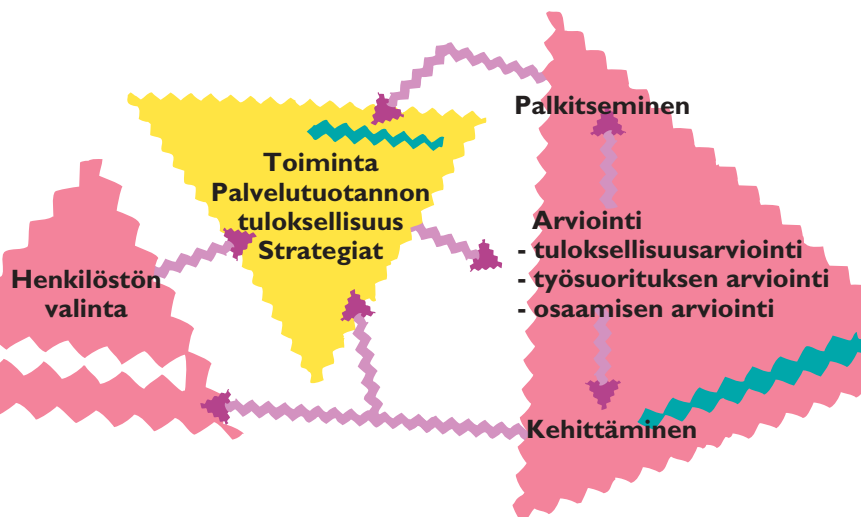 Palkitseminen
Toiminta
Palvelutuotannon
tuloksellisuus
Strategiat
Henkilöstön
valinta
Arviointi
- tuloksellisuusarviointi
- työsuorituksen arviointi
- osaamisen arviointi
Kehittäminen